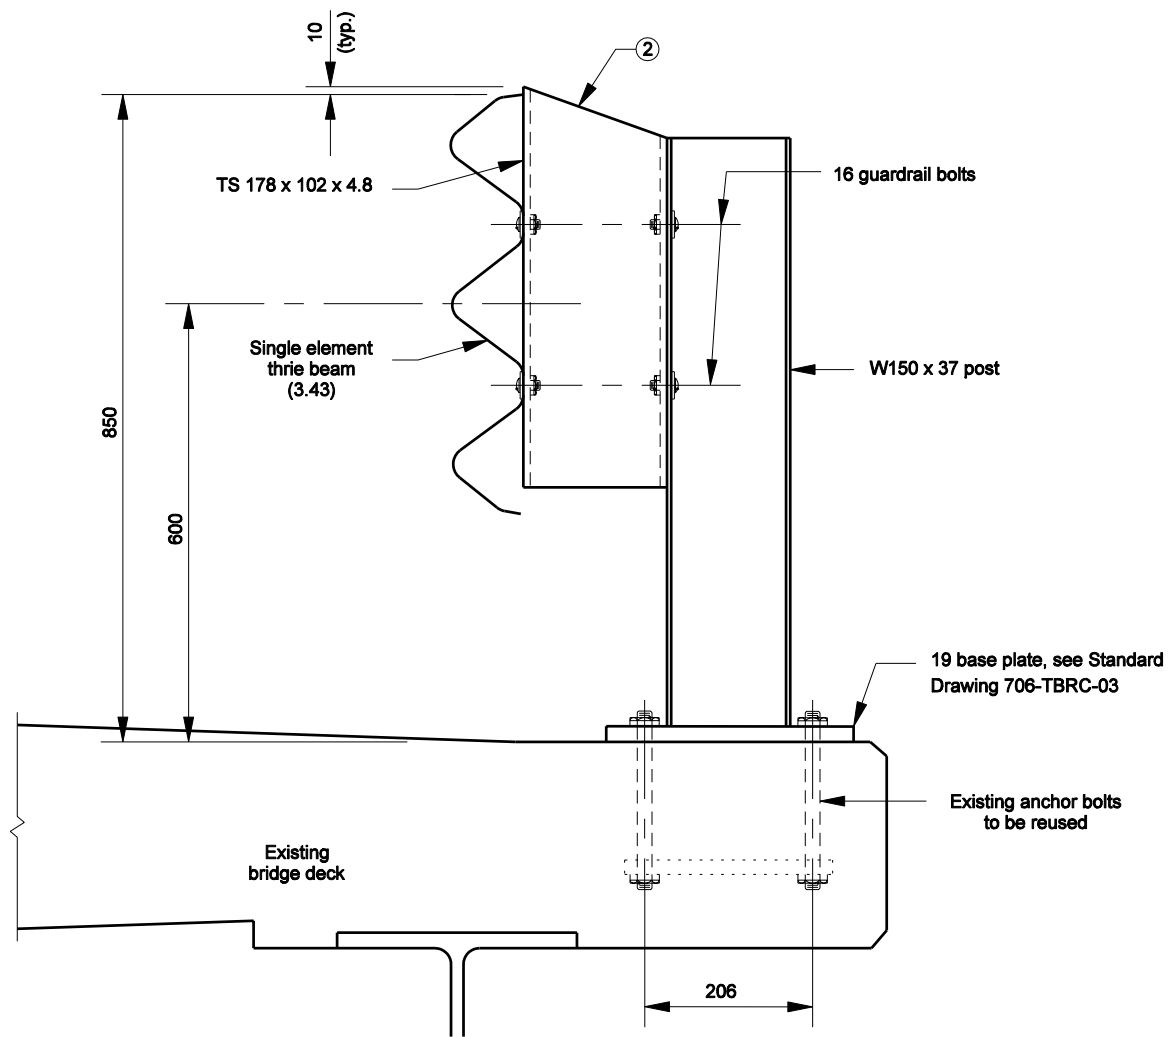 10
(typ.)
2
TS 178 x 102 x 4.8
16 guardrail bolts
Single element
thrie beam
(3.43)
W150 x 37 post
850
600
19 base plate, see Standard
Drawing 706-TBRC-03
Existing anchor bolts
to be reused
Existing
bridge deck
206